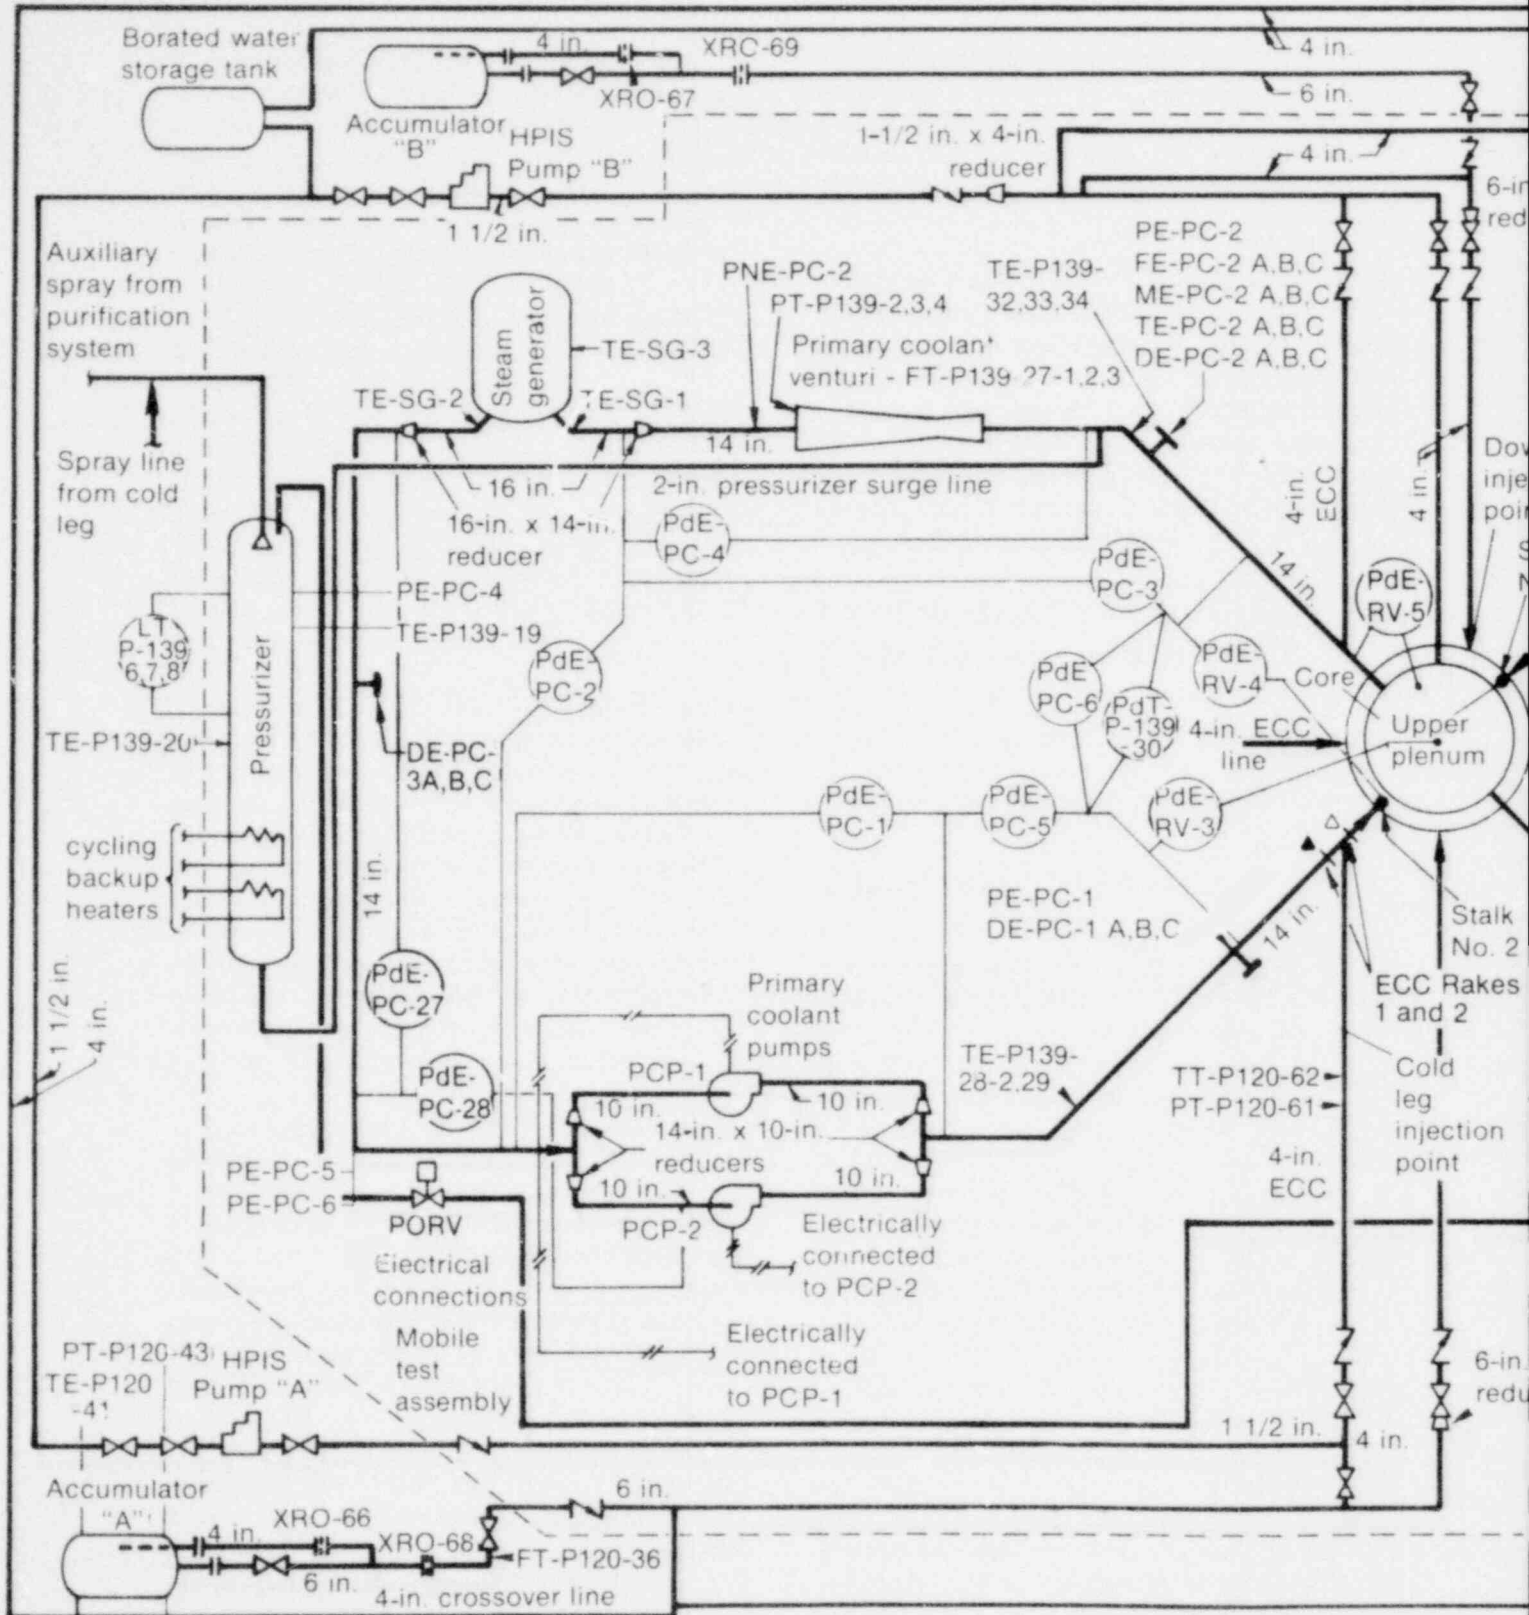 Borated water
storage tank
4 in.
XRC-69
4 in.
XRO-67
6 in.
Accumulator
"B"
HPIS
Pump "B"
1-1/2 in. x 4-in.
reducer
4 in.
1 1/2 in.
Auxiliary
spray from
purification
system
Steam
generator
TE-SG-3
TE-SG-2
TE-SG-1
PNE-PC-2
PT-P139-2,3,4
Primary coolant
venturi - FT-P139-27-1,2,3
TE-P139-
32,33,34
PE-PC-2
FE-PC-2 A,B,C
ME-PC-2 A,B,C
TE-PC-2 A,B,C
DE-PC-2 A,B,C
14 in.
Spray line
from cold
leg
16 in.
2-in. pressurizer surge line
16-in. x 14-in.
reducer
PdE-
PC-4
4-in.
ECC
4 in.
PdE-
PC-3
14 in.
PdE-
RV-5
PE-PC-4
TE-P139-19
LT
P-139
6,7,8
Pressurizer
PdE-
PC-2
PdE
PC-6
PdE-
RV-4
Core
PdT-
P-139
-30
4-in. ECC
line
Upper
plenum
TE-P139-20
DE-PC-
3A,B,C
PdE-
PC-1
PdE-
PC-5
PdE-
RV-3
cycling
backup
heaters
14 in.
PE-PC-1
DE-PC-1 A,B,C
14 in.
Stalk
No. 2
ECC Rakes
1 and 2
PdE-
PC-27
1 1/2 in.
4 in.
Primary
coolant
pumps
PdE-
PC-28
PCP-1
10 in.
10 in.
14-in. x 10-in.
reducers
TE-P139-
28-2,29
TT-P120-62
PT-P120-61
Cold
leg
injection
point
4-in.
ECC
PE-PC-5
PE-PC-6
10 in.
10 in.
PORV
PCP-2
Electrically
connected
to PCP-2
Electrical
connections
Mobile
test
assembly
Electrically
connected
to PCP-1
PT-P120-43
TE-P120
-41
HPIS
Pump "A"
6-in.
1 1/2 in.
4 in.
Accumulator
"A"
4 in.
XRO-66
XRO-68
6 in.
FT-P120-36
6 in.
4-in. crossover line